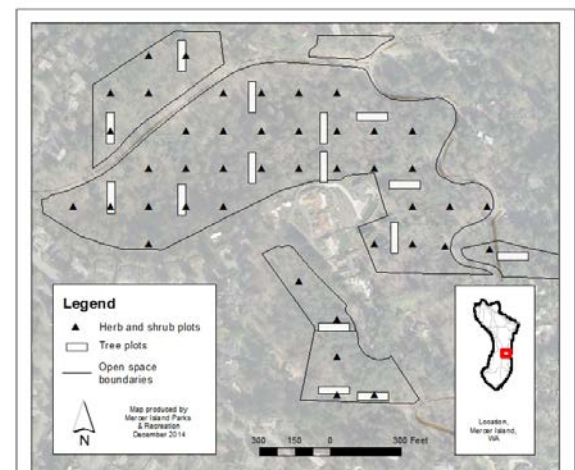 Legend
Herb and shrub plots
Tree plots
Open space
boundaries
N
Map produced by
Mercer Island Parks
& Recreation
December 2014
300 150 0 300 Feet
Location,
Mercer Island,
WA